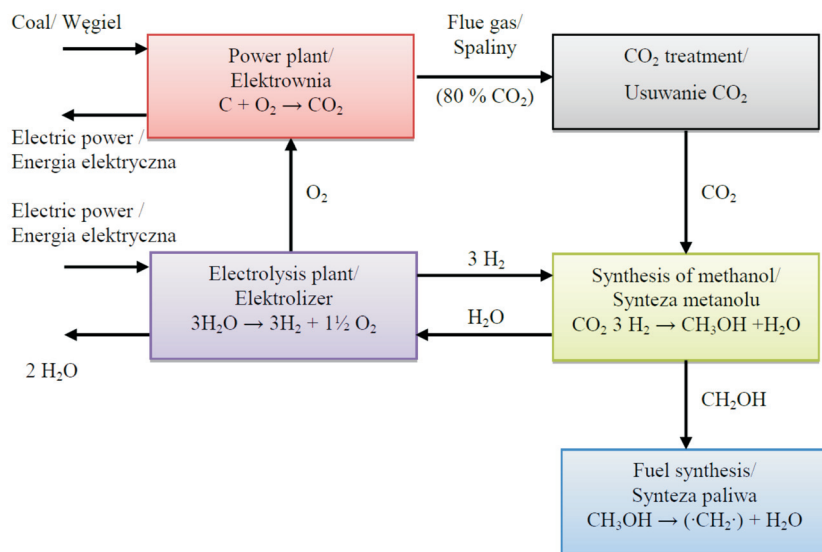 Coal/ Węgiel
Power plant/
Elektrownia
C + O₂ → CO₂
Flue gas/
Spaliny
(80 % CO₂)
CO₂ treatment/
Usuwanie CO₂
Electric power /
Energia elektryczna
O₂
CO₂
Electric power /
Energia elektryczna
Electrolysis plant/
Elektrolizer
3H₂O → 3H₂ + 1½ O₂
3 H₂
H₂O
Synthesis of methanol/
Synteza metanolu
CO₂ 3 H₂ → CH₃OH +H₂O
2 H₂O
CH₂OH
Fuel synthesis/
Synteza paliwa
CH₃OH → (·CH₂·) + H₂O